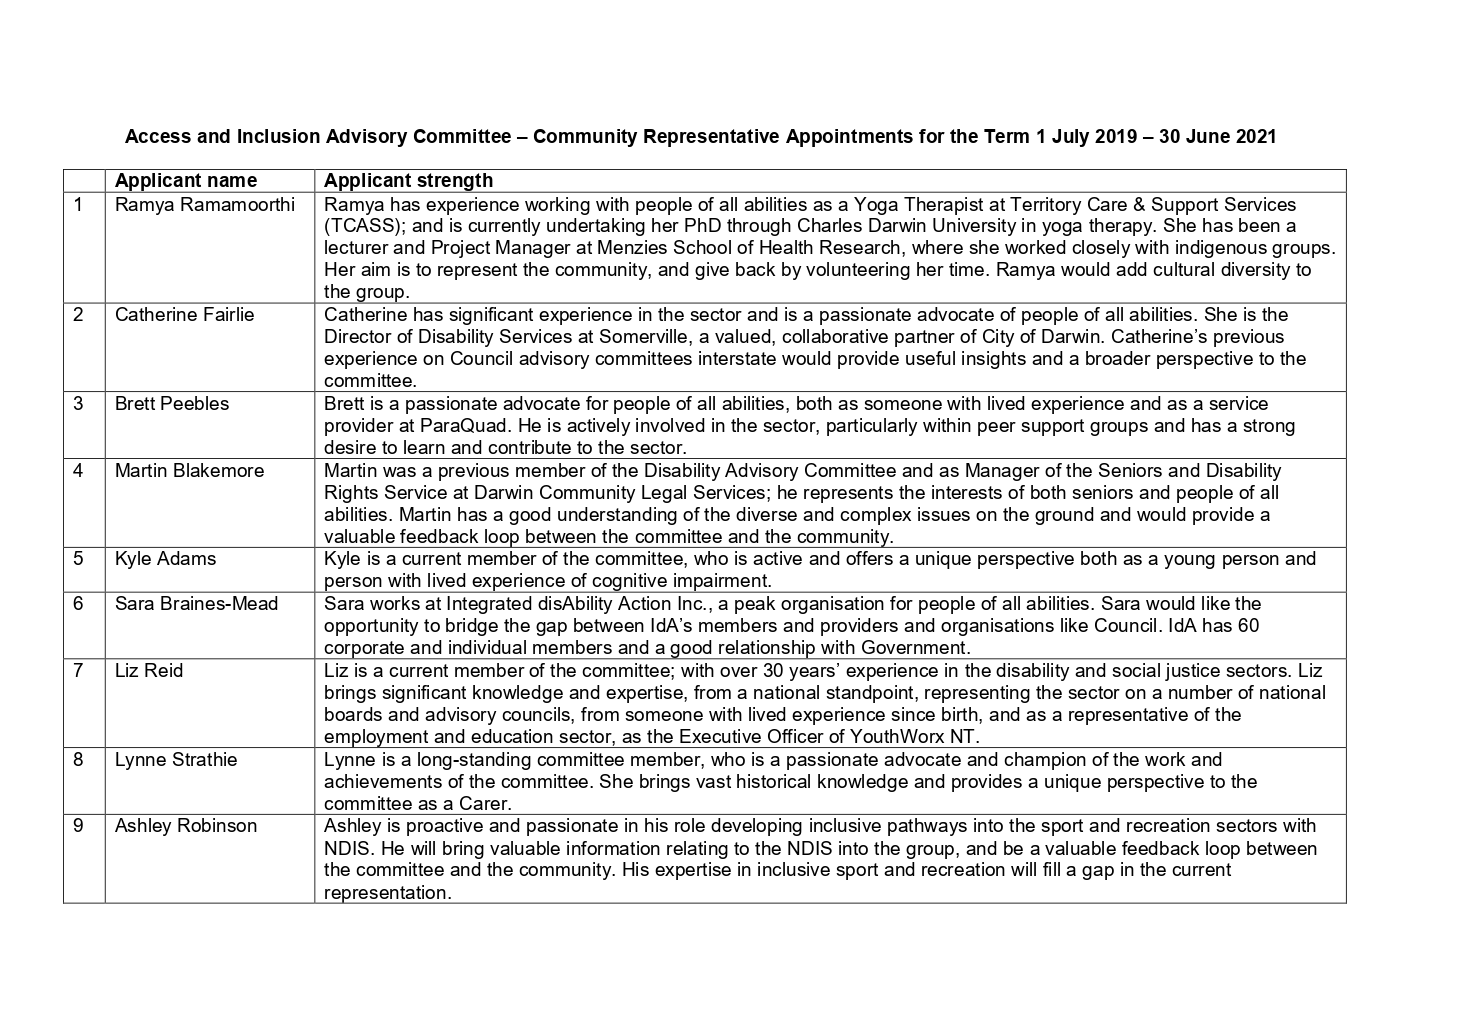 Access and Inclusion Advisory Committee – Community Representative Appointments for the Term 1 July 2019 – 30 June 2021
Applicant name Applicant strength
1 Ramya Ramamoorthi Ramya has experience working with people of all abilities as a Yoga Therapist at Territory Care & Support Services
(TCASS); and is currently undertaking her PhD through Charles Darwin University in yoga therapy. She has been a
lecturer and Project Manager at Menzies School of Health Research, where she worked closely with indigenous groups.
Her aim is to represent the community, and give back by volunteering her time. Ramya would add cultural diversity to
the group.
2 Catherine Fairlie Catherine has significant experience in the sector and is a passionate advocate of people of all abilities. She is the
Director of Disability Services at Somerville, a valued, collaborative partner of City of Darwin. Catherine’s previous
experience on Council advisory committees interstate would provide useful insights and a broader perspective to the
committee.
3 Brett Peebles Brett is a passionate advocate for people of all abilities, both as someone with lived experience and as a service
provider at ParaQuad. He is actively involved in the sector, particularly within peer support groups and has a strong
desire to learn and contribute to the sector.
4 Martin Blakemore Martin was a previous member of the Disability Advisory Committee and as Manager of the Seniors and Disability
Rights Service at Darwin Community Legal Services; he represents the interests of both seniors and people of all
abilities. Martin has a good understanding of the diverse and complex issues on the ground and would provide a
valuable feedback loop between the committee and the community.
5 Kyle Adams Kyle is a current member of the committee, who is active and offers a unique perspective both as a young person and
person with lived experience of cognitive impairment.
6 Sara Braines-Mead Sara works at Integrated disAbility Action Inc., a peak organisation for people of all abilities. Sara would like the
opportunity to bridge the gap between IdA’s members and providers and organisations like Council. IdA has 60
corporate and individual members and a good relationship with Government.
7 Liz Reid Liz is a current member of the committee; with over 30 years’ experience in the disability and social justice sectors. Liz
brings significant knowledge and expertise, from a national standpoint, representing the sector on a number of national
boards and advisory councils, from someone with lived experience since birth, and as a representative of the
employment and education sector, as the Executive Officer of YouthWorx NT.
8 Lynne Strathie Lynne is a long-standing committee member, who is a passionate advocate and champion of the work and
achievements of the committee. She brings vast historical knowledge and provides a unique perspective to the
committee as a Carer.
9 Ashley Robinson Ashley is proactive and passionate in his role developing inclusive pathways into the sport and recreation sectors with
NDIS. He will bring valuable information relating to the NDIS into the group, and be a valuable feedback loop between
the committee and the community. His expertise in inclusive sport and recreation will fill a gap in the current
representation.